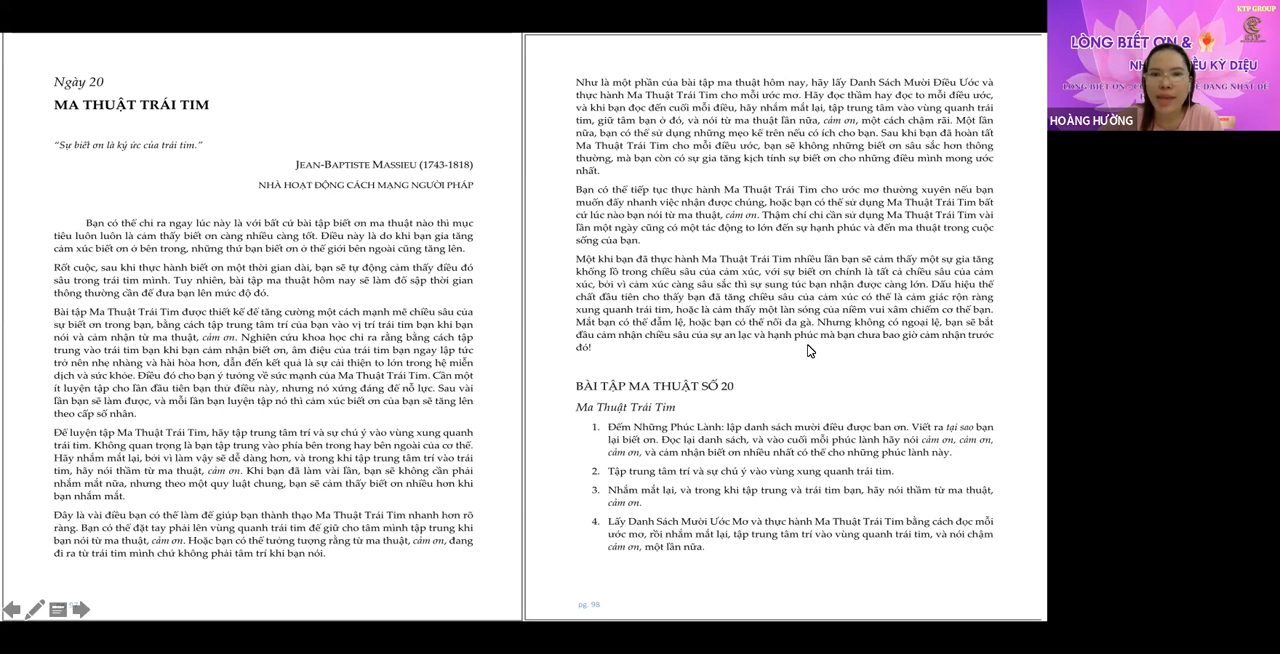 Ngày 20
MA THUẬT TRÁI TIM
“Sự biết ơn là ký ức của trái tim.”
JEAN-BAPTISTE MASSIEU (1743-1818)
NHÀ HOẠT ĐỘNG CÁCH MẠNG NGƯỜI PHÁP
Bạn có thể chỉ ra ngay lúc này là với bất cứ bài tập biết ơn ma thuật nào thì mục
tiêu luôn luôn là cảm thấy biết ơn càng nhiều càng tốt. Điều này là do khi bạn gia tăng
cảm xúc biết ơn ở bên trong, những thứ bạn biết ơn ở thế giới bên ngoài cũng tăng lên.
Rốt cuộc, sau khi thực hành biết ơn một thời gian dài, bạn sẽ tự động cảm thấy điều đó
sâu trong trái tim mình. Tuy nhiên, bài tập ma thuật hôm nay sẽ làm đổ sập thời gian
thông thường cần để đưa bạn lên mức độ đó.
Bài tập Ma Thuật Trái Tim được thiết kế để tăng cường một cách mạnh mẽ chiều sâu của
sự biết ơn trong bạn, bằng cách tập trung tâm trí của bạn vào vị trí trái tim bạn khi bạn
nói và cảm nhận từ ma thuật, cảm ơn. Nghiên cứu khoa học chỉ ra rằng bằng cách tập
trung vào trái tim bạn khi bạn cảm nhận biết ơn, âm điệu của trái tim bạn ngay lập tức
trở nên nhẹ nhàng và hài hòa hơn, dẫn đến kết quả là sự cải thiện to lớn trong hệ miễn
dịch và sức khỏe. Điều đó cho bạn ý tưởng về sức mạnh của Ma Thuật Trái Tim. Cần một
ít luyện tập cho lần đầu tiên bạn thử điều này, nhưng nó xứng đáng để nỗ lực. Sau vài
lần bạn sẽ làm được, và mỗi lần bạn luyện tập nó thì cảm xúc biết ơn của bạn sẽ tăng lên
theo cấp số nhân.
Để luyện tập Ma Thuật Trái Tim, hãy tập trung tâm trí và sự chú ý vào vùng xung quanh
trái tim. Không quan trọng là bạn tập trung vào phía bên trong hay bên ngoài của cơ thể.
Hãy nhắm mắt lại, bởi vì làm vậy sẽ dễ dàng hơn, và trong khi tập trung tâm trí vào trái
tim, hãy nói thầm từ ma thuật, cảm ơn. Khi bạn đã làm vài lần, bạn sẽ không cần phải
nhắm mắt nữa, nhưng theo một quy luật chung, bạn sẽ cảm thấy biết ơn nhiều hơn khi
bạn nhắm mắt.
Đây là vài điều bạn có thể làm để giúp bạn thành thạo Ma Thuật Trái Tim nhanh hơn rõ
ràng. Bạn có thể đặt tay phải lên vùng quanh trái tim để giữ cho tâm mình tập trung khi
bạn nói từ ma thuật, cảm ơn. Hoặc bạn có thể tưởng tượng rằng từ ma thuật, cảm ơn, đang
đi ra từ trái tim mình chứ không phải tâm trí khi bạn nói.
Như là một phần của bài tập ma thuật hôm nay, hãy lấy Danh Sách Mười Điều Ước và
thực hành Ma Thuật Trái Tim cho mỗi ước mơ. Hãy đọc thầm hay đọc to mỗi điều ước,
và khi bạn đọc đến cuối mỗi điều, hãy nhắm mắt lại, tập trung tâm vào vùng quanh trái
tim, giữ tâm bạn ở đó, và nói từ ma thuật lần nữa, cảm ơn, một cách chậm rãi. Một lần
nữa, bạn có thể sử dụng những mẹo kể trên nếu có ích cho bạn. Sau khi bạn đã hoàn tất
Ma Thuật Trái Tim cho mỗi điều ước, bạn sẽ không những biết ơn sâu sắc hơn thông
thường, mà bạn còn có sự gia tăng kịch tính sự biết ơn cho những điều mình mong ước
nhất.
Bạn có thể tiếp tục thực hành Ma Thuật Trái Tim cho ước mơ thường xuyên nếu bạn
muốn đẩy nhanh việc nhận được chúng, hoặc bạn có thể sử dụng Ma Thuật Trái Tim bất
cứ lúc nào bạn nói từ ma thuật, cảm ơn. Thậm chí chỉ cần sử dụng Ma Thuật Trái Tim vài
lần một ngày cũng có một tác động to lớn đến sự hạnh phúc và đến ma thuật trong cuộc
sống của bạn.
Một khi bạn đã thực hành Ma Thuật Trái Tim nhiều lần bạn sẽ cảm thấy một sự gia tăng
khổng lồ trong chiều sâu của cảm xúc, với sự biết ơn chính là tất cả chiều sâu của cảm
xúc, bởi vì cảm xúc càng sâu sắc thì sự sung túc bạn nhận được càng lớn. Dấu hiệu thể
chất đầu tiên cho thấy bạn đã tăng chiều sâu của cảm xúc có thể là cảm giác rộn ràng
xung quanh trái tim, hoặc là cảm thấy một làn sóng của niềm vui xâm chiếm cơ thể bạn.
Mắt bạn có thể đẫm lệ, hoặc bạn có thể nổi da gà. Nhưng không có ngoại lệ, bạn sẽ bắt
đầu cảm nhận chiều sâu của sự an lạc và hạnh phúc mà bạn chưa bao giờ cảm nhận trước
đó!
BÀI TẬP MA THUẬT SỐ 20
Ma Thuật Trái Tim
1. Đếm Những Phúc Lành: lập danh sách mười điều được ban ơn. Viết ra tại sao bạn
lại biết ơn. Đọc lại danh sách, và vào cuối mỗi phúc lành hãy nói cảm ơn, cảm ơn,
cảm ơn, và cảm nhận biết ơn nhiều nhất có thể cho những phúc lành này.
2. Tập trung tâm trí và sự chú ý vào vùng xung quanh trái tim.
3. Nhắm mắt lại, và trong khi tập trung và trái tim bạn, hãy nói thầm từ ma thuật,
cảm ơn.
4. Lấy Danh Sách Mười Ước Mơ và thực hành Ma Thuật Trái Tim bằng cách đọc mỗi
ước mơ, rồi nhắm mắt lại, tập trung tâm trí vào vùng quanh trái tim, và nói chậm
cảm ơn, một lần nữa.
pg. 98
KTP GROUP
LÒNG BIẾT ƠN &
KỲ DIỆU
LÒNG BIẾT ƠN
HOÀNG HƯỜNG